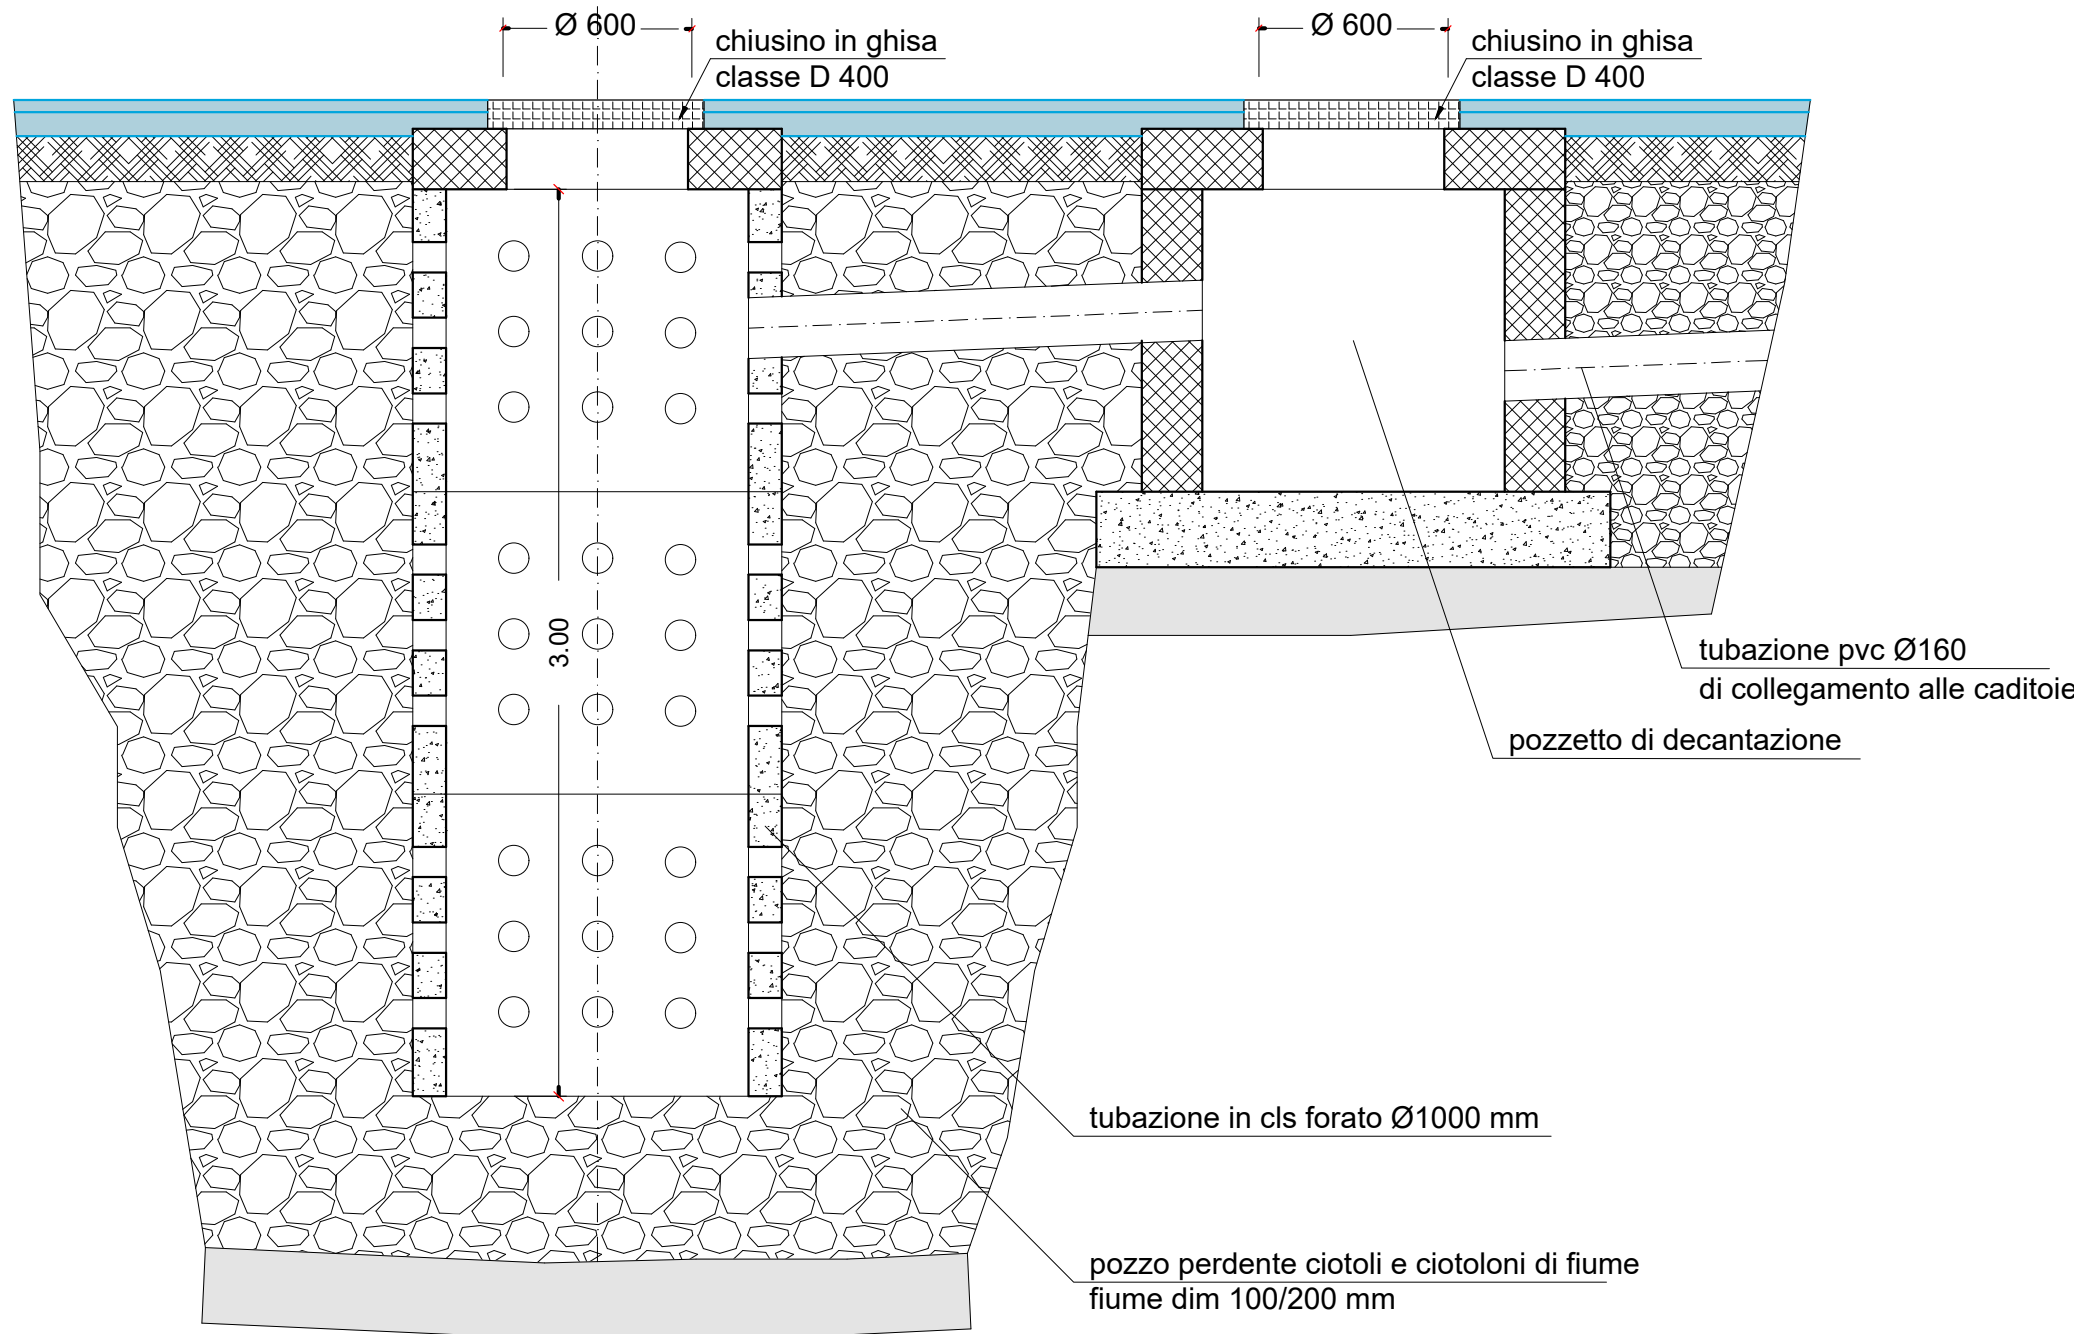 Ø 600
chiusino in ghisa
classe D 400
Ø 600
chiusino in ghisa
classe D 400
3.00
tubazione pvc Ø160
di collegamento alle caditoie
pozzetto di decantazione
tubazione in cls forato Ø1000 mm
pozzo perdente ciotoli e ciotoloni di fiume
fiume dim 100/200 mm